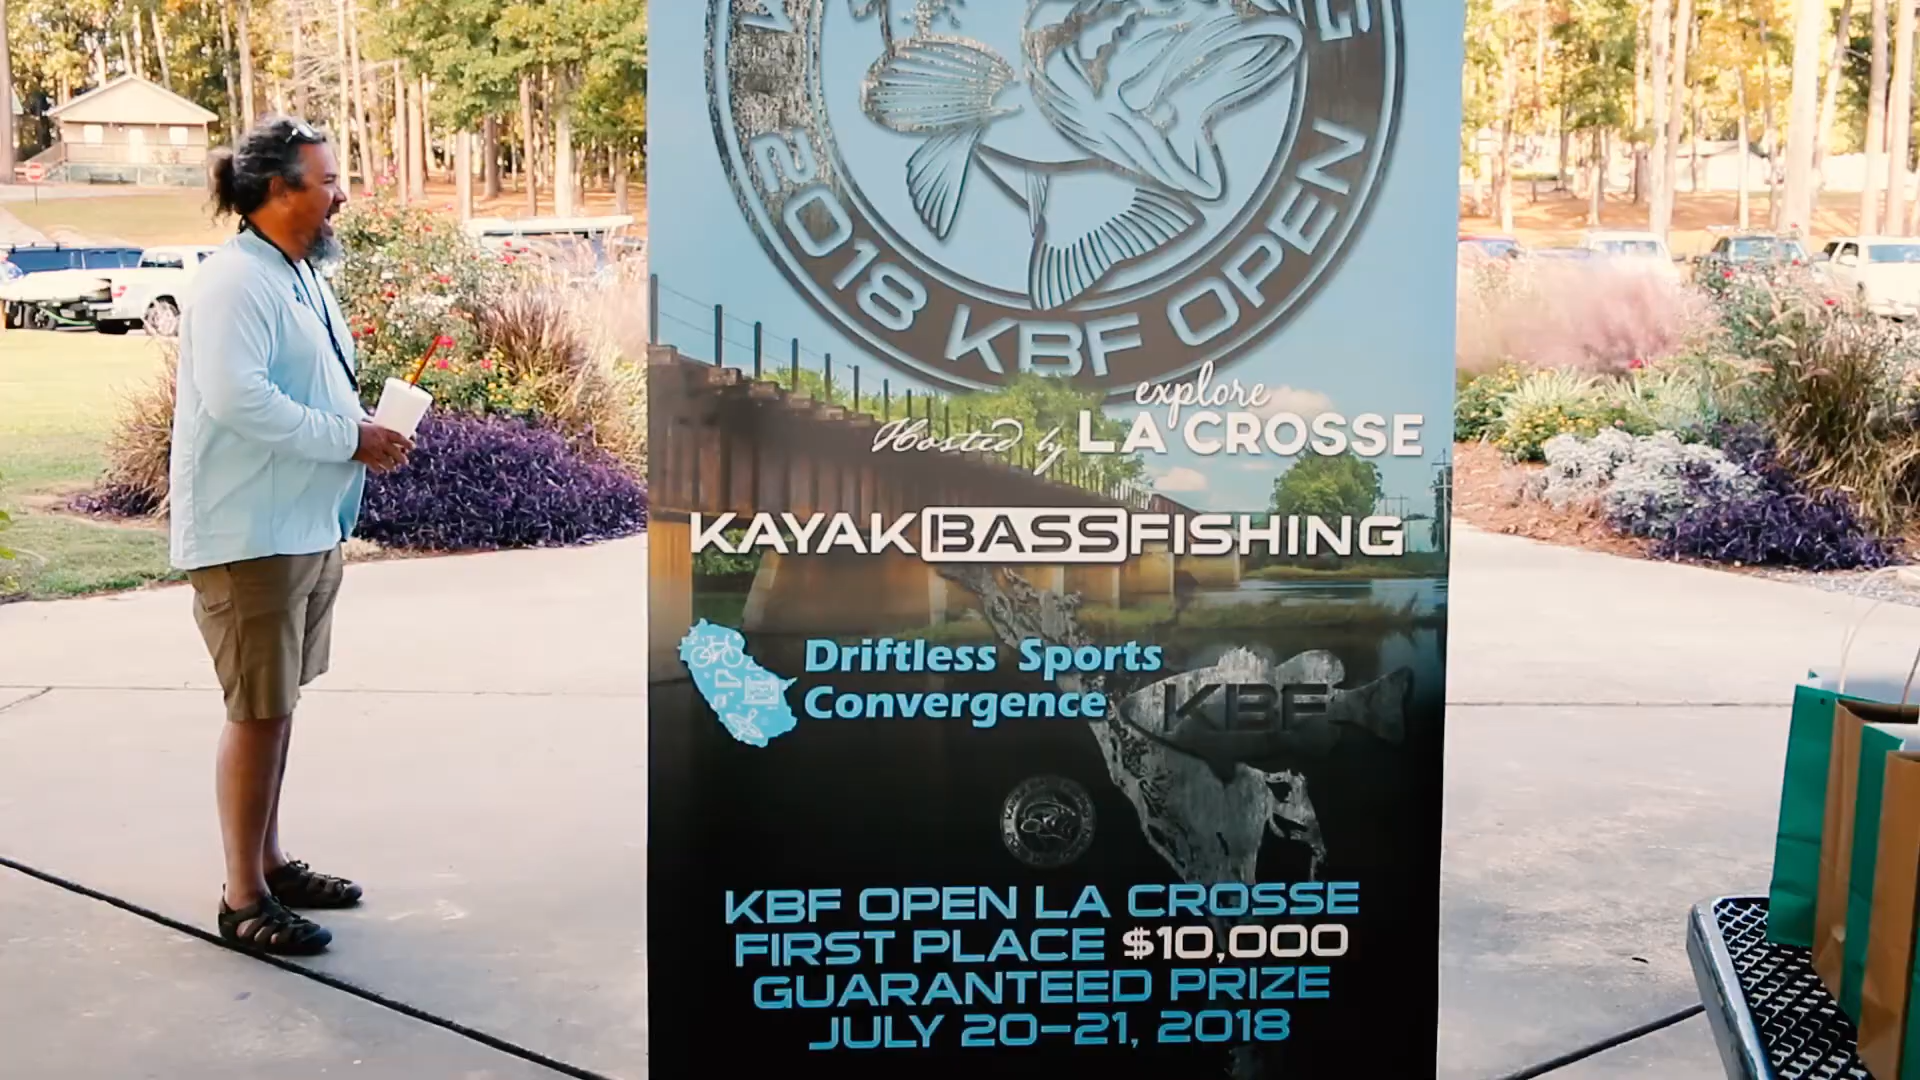 2018 KBF OPEN
explore
Hosted by LA CROSSE
KAYAK BASS FISHING
Driftless Sports
Convergence
KBF
KBF OPEN LA CROSSE
FIRST PLACE $10,000
GUARANTEED PRIZE
JULY 20-21, 2018